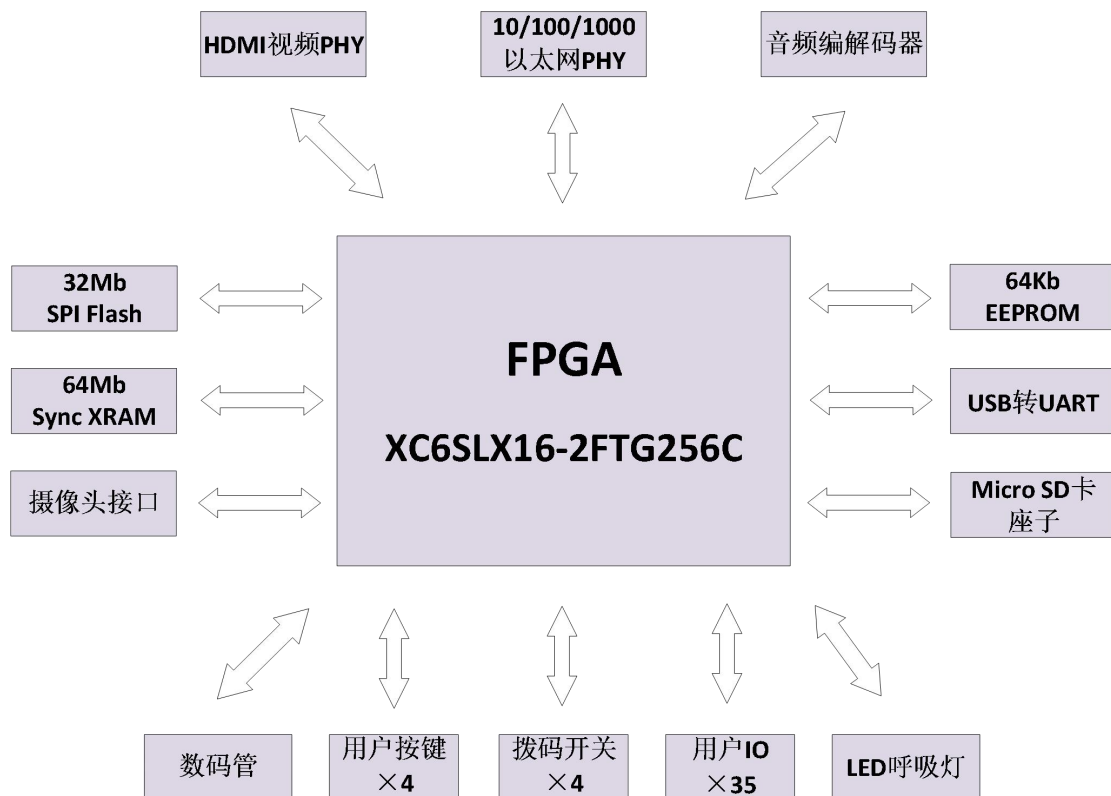 HDMI视频PHY
10/100/1000
以太网PHY
音频编解码器
32Mb
SPI Flash
64Mb
Sync XRAM
摄像头接口
FPGA
XC6SLX16-2FTG256C
64Kb
EEPROM
USB转UART
Micro SD卡
座子
数码管
用户按键
×4
拨码开关
×4
用户IO
×35
LED呼吸灯